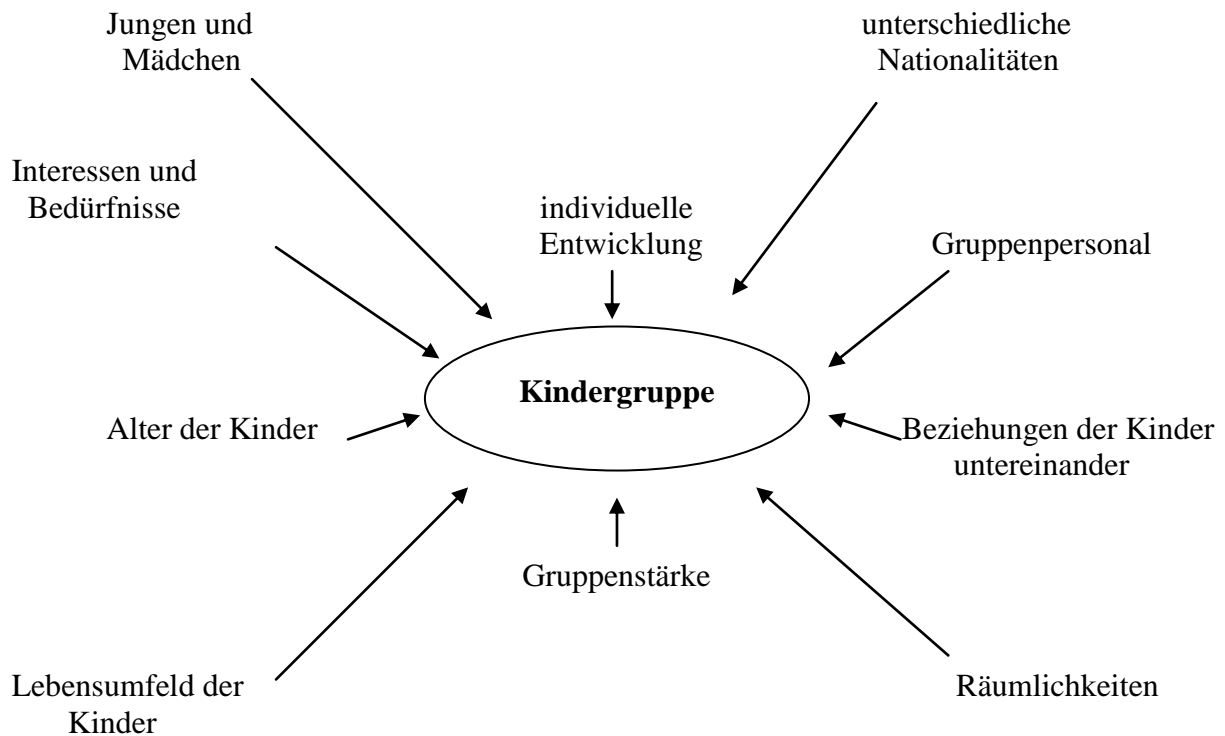 Jungen und
Mädchen
unterschiedliche
Nationalitäten
Interessen und
Bedürfnisse
individuelle
Entwicklung
Gruppenpersonal
Kindergruppe
Alter der Kinder
Beziehungen der Kinder
untereinander
Gruppenstärke
Lebensumfeld der
Kinder
Räumlichkeiten